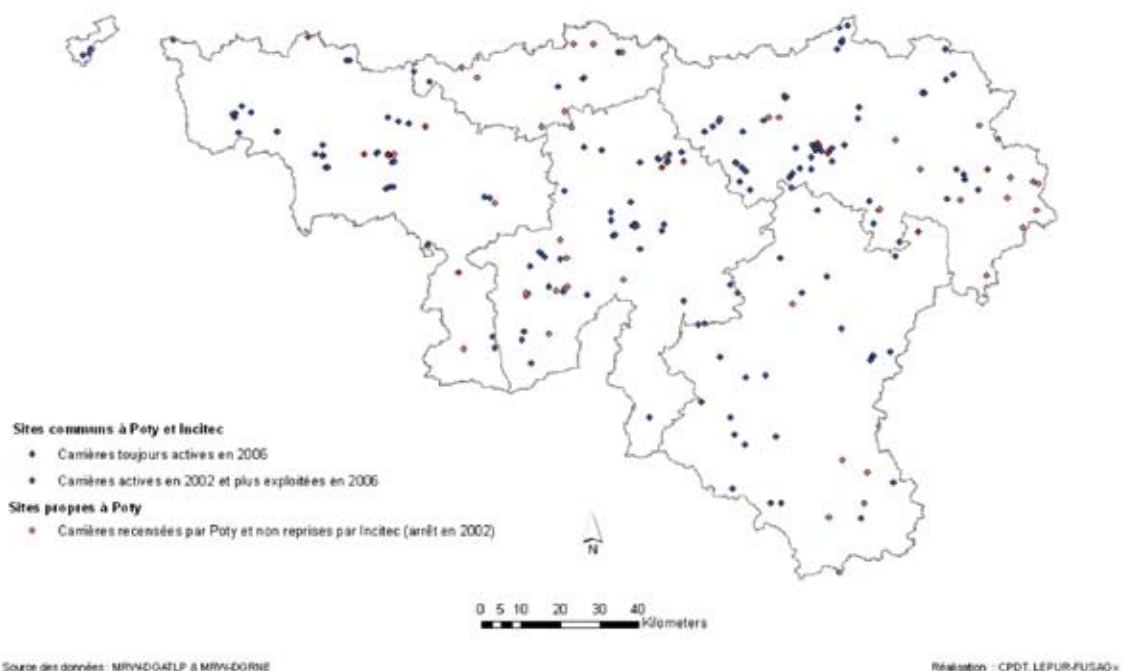 Sites communs à Poty et Incitec
Carrières toujours actives en 2006
Carrières actives en 2002 et plus exploitées en 2006
Sites propres à Poty
Carrières recensées par Poty et non reprises par Incitec (arrêt en 2002)
N
0 5 10 20 30 40
Kilometers
Source des données : MRW-DGATLP & MRW-DGRNE
Réalisation : CPDT, LEPUR-FUSAGx